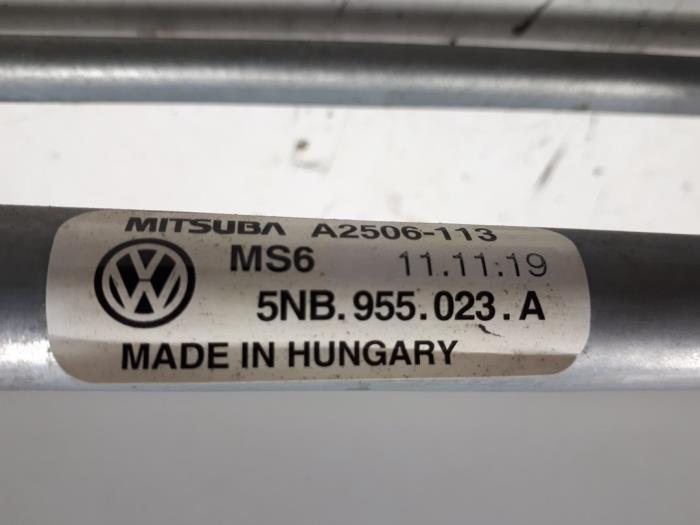 MITSUBA A2506-113
MS6 11.11.19
5NB.955.023.A
MADE IN HUNGARY